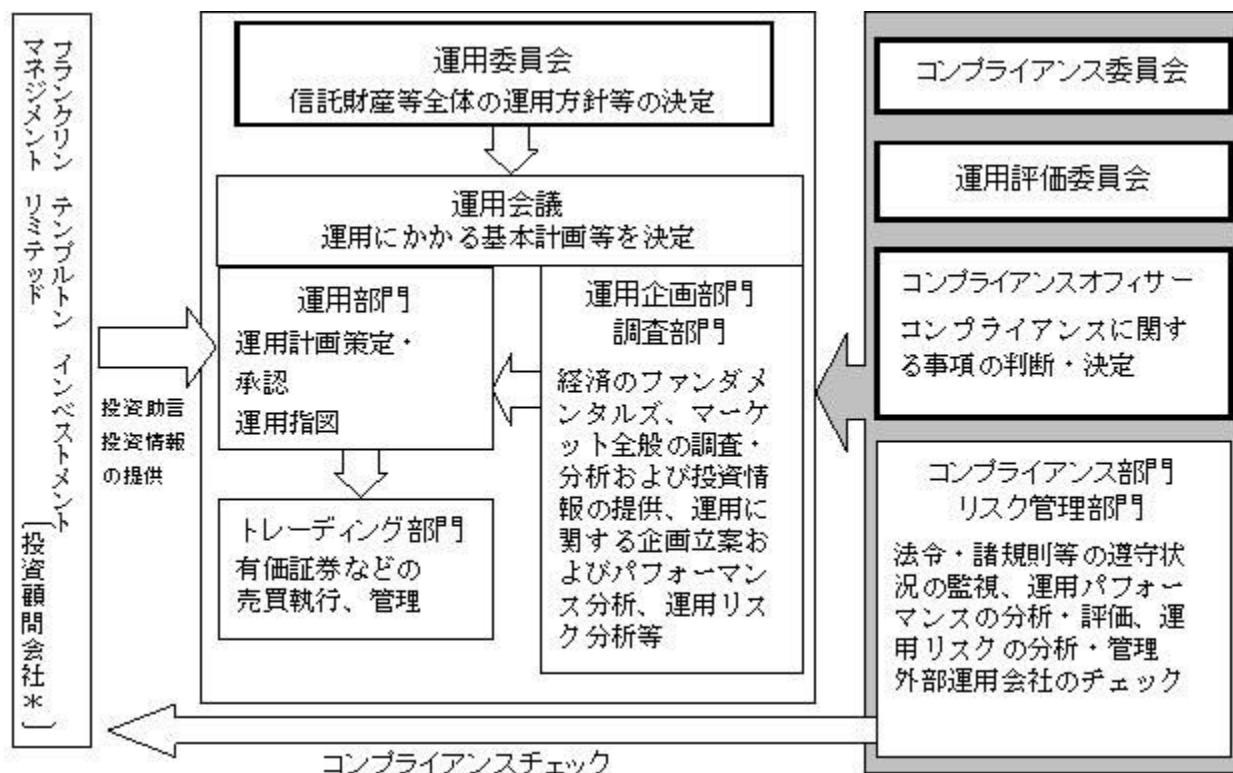 フランクリン テンプルトン インベストメント
マネジメント リミテッド
〔投資顧問会社*〕
投資助言
投資情報
の提供
運用委員会
信託財産等全体の運用方針等の決定
運用会議
運用にかかる基本計画等を決定
運用部門
運用計画策定・
承認
運用指図
トレーディング部門
有価証券などの
売買執行、管理
運用企画部門
調査部門
経済のファンダメ
ンタルズ、マーケ
ット全般の調査・
分析および投資情
報の提供、運用に
関する企画立案お
よびパフォーマン
ス分析、運用リス
ク分析等
コンプライアンス委員会
運用評価委員会
コンプライアンスオフィサー
コンプライアンスに関す
る事項の判断・決定
コンプライアンス部門
リスク管理部門
法令・諸規則等の遵守状
況の監視、運用パフォー
マンスの分析・評価、運
用リスクの分析・管理
外部運用会社のチェック
コンプライアンスチェック